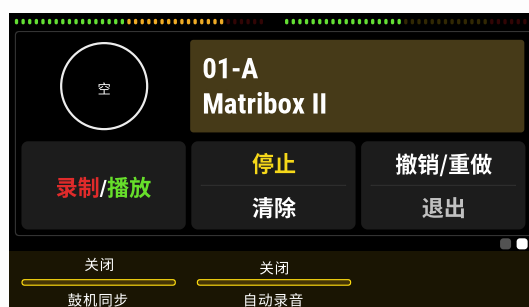 空
01-A
Matribox II
录制/播放
停止
清除
撤销/重做
退出
关闭
关闭
鼓机同步
自动录音